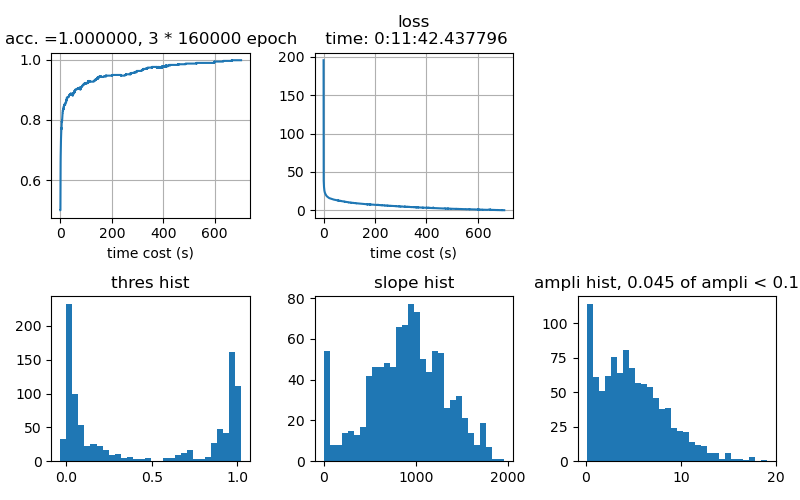 acc. =1.000000, 3 * 160000 epoch
1.0
0.8
0.6
0 200 400 600
time cost (s)
loss
time: 0:11:42.437796
200
150
100
50
0
0 200 400 600
time cost (s)
thres hist
200
150
100
50
0
0.0 0.5 1.0
slope hist
80
60
40
20
0
0 1000 2000
ampli hist, 0.045 of ampli < 0.1
100
75
50
25
0
0 10 20